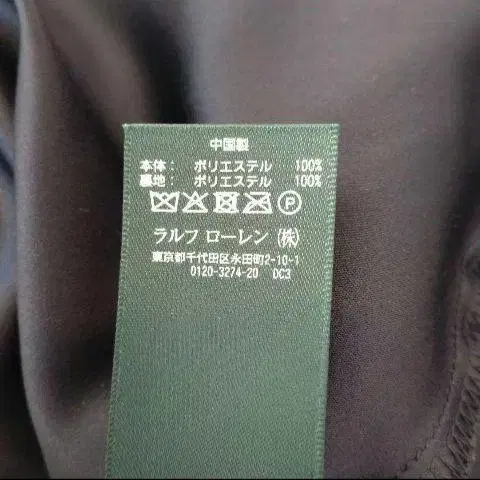 中国製
本体： ポリエステル 100%
裏地： ポリエステル 100%
P
ラルフ ローレン (株)
東京都千代田区永田町2-10-1
0120-3274-20 DC3